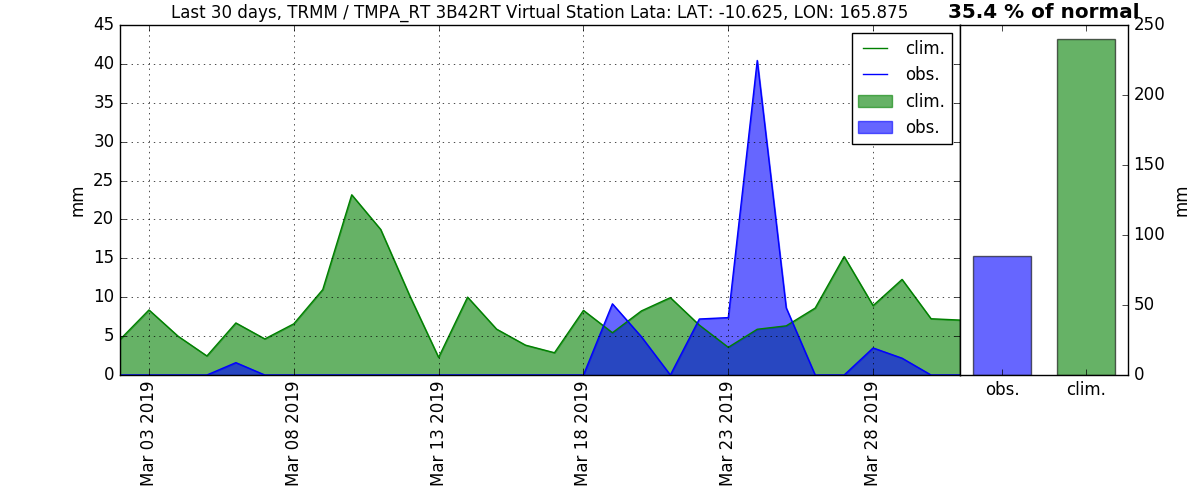 Last 30 days, TRMM / TMPA_RT 3B42RT Virtual Station Lata: LAT: -10.625, LON: 165.875
35.4 % of normal
45
40
35
30
25
20
15
10
5
0
mm
clim.
obs.
clim.
obs.
Mar 03 2019
Mar 08 2019
Mar 13 2019
Mar 18 2019
Mar 23 2019
Mar 28 2019
250
200
150
100
50
0
mm
obs.
clim.